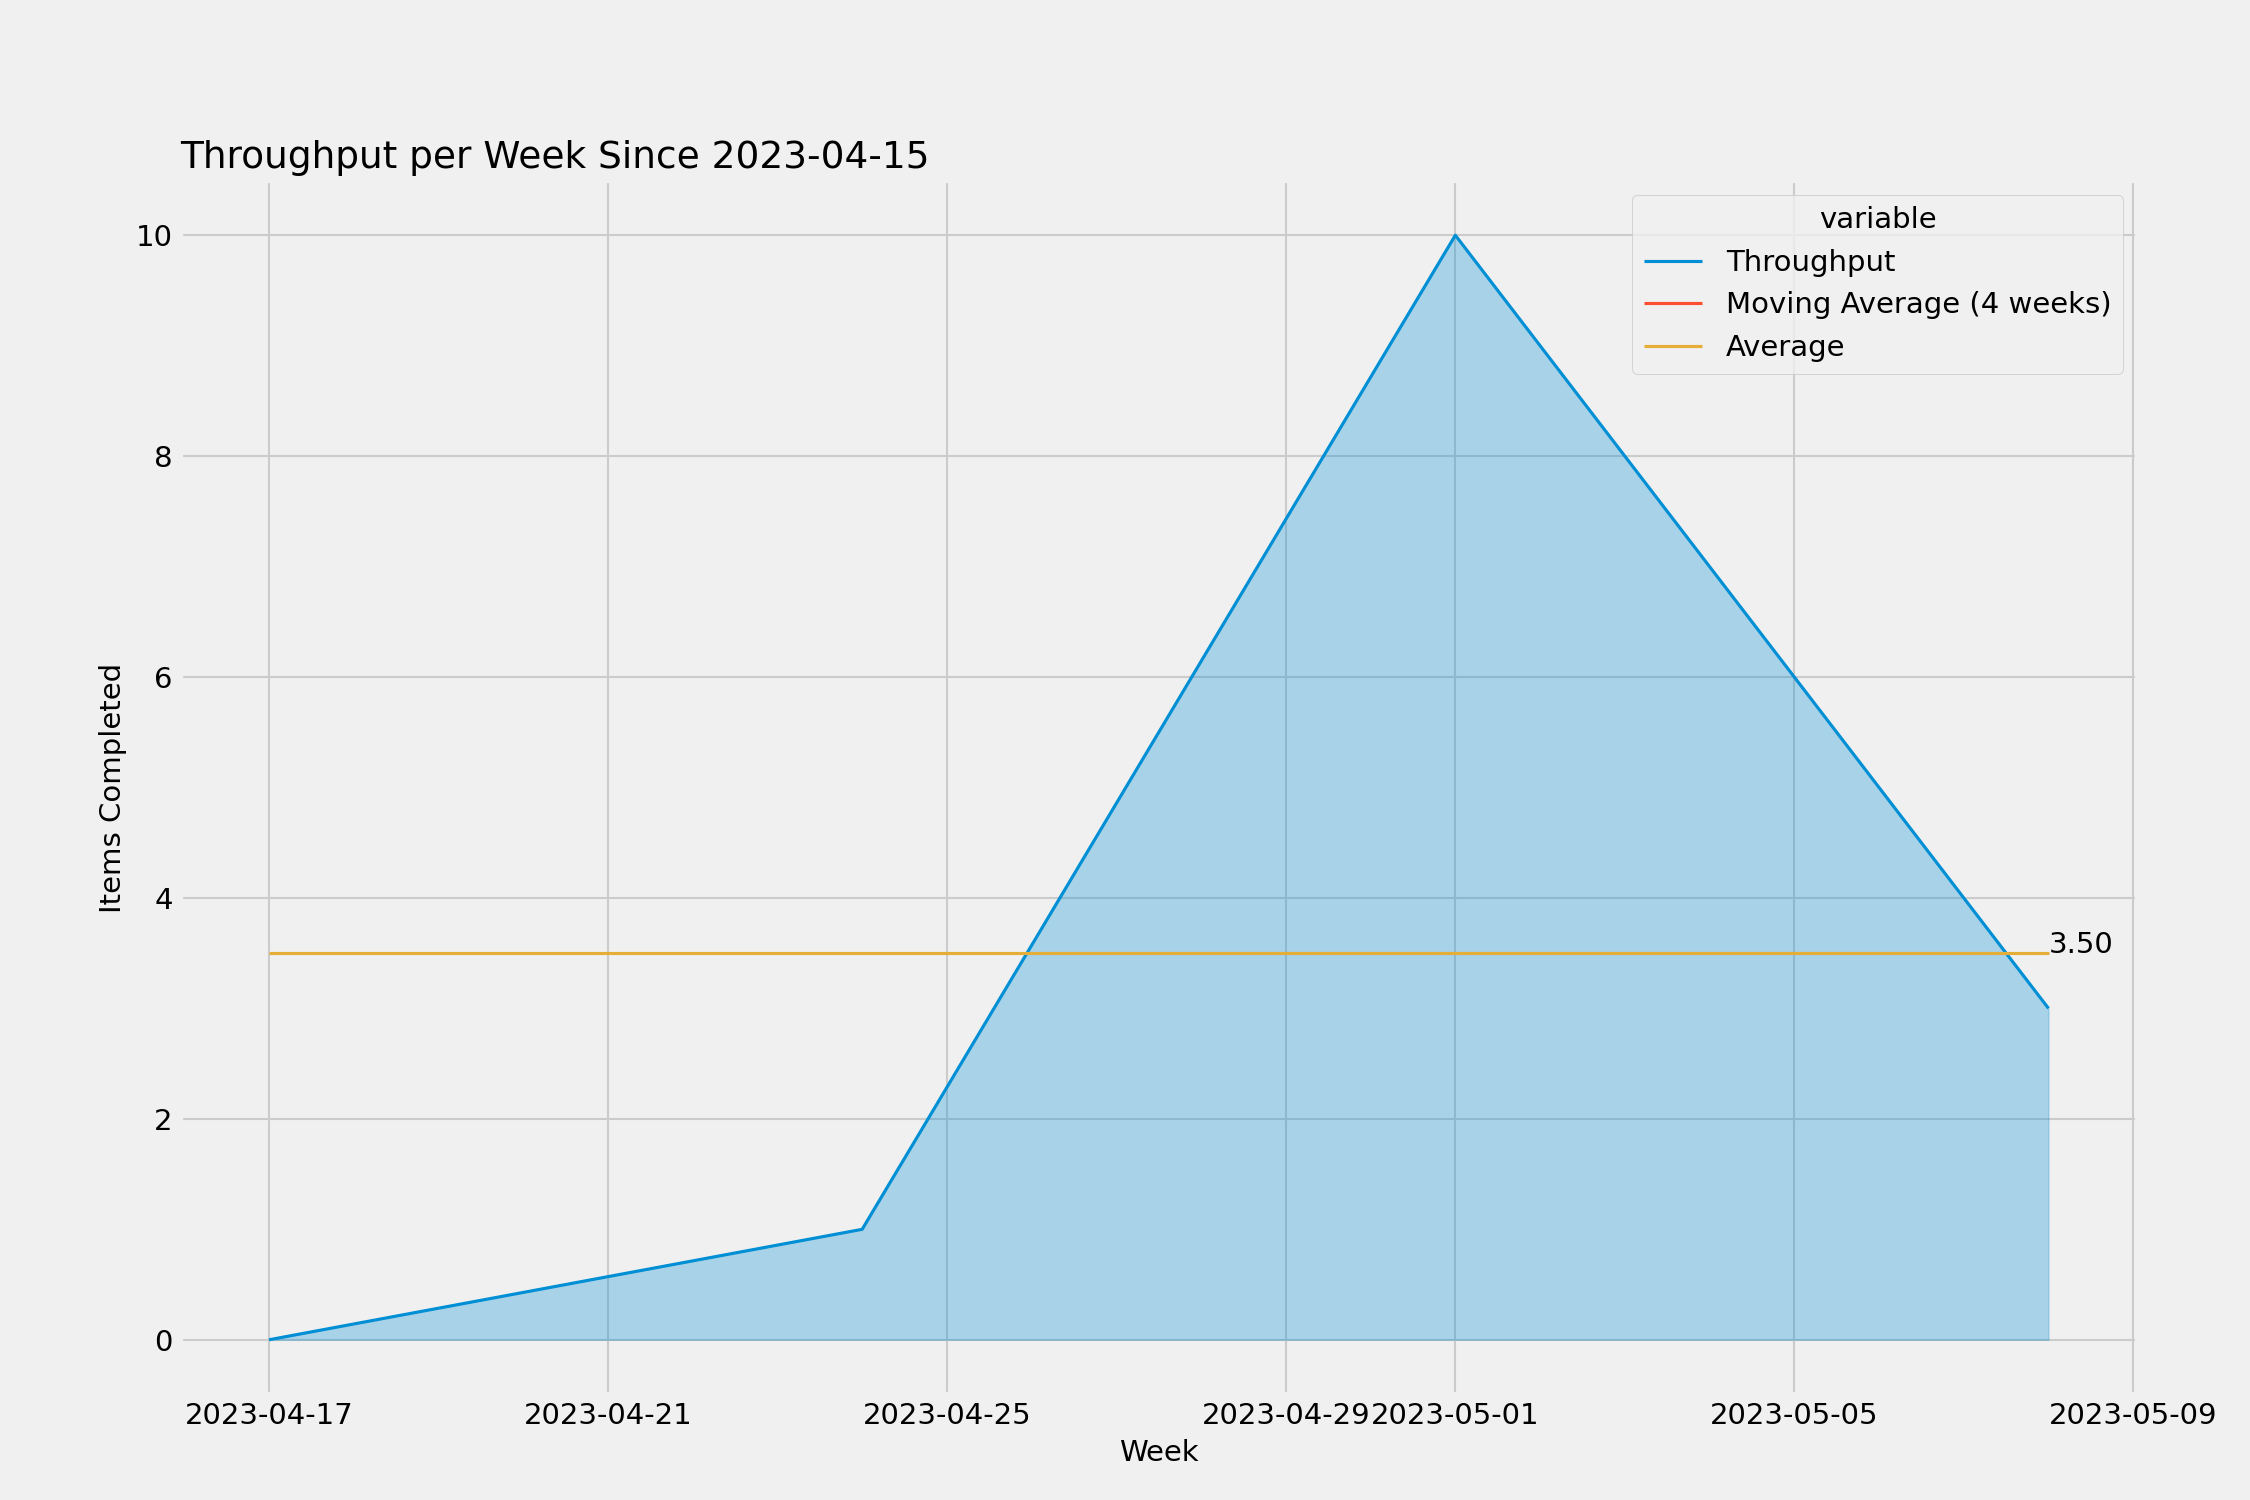 Throughput per Week Since 2023-04-15
variable
Throughput
Moving Average (4 weeks)
Average
10
8
6
4
2
0
Items Completed
3.50
2023-04-17
2023-04-21
2023-04-25
2023-04-29
2023-05-01
2023-05-05
2023-05-09
Week